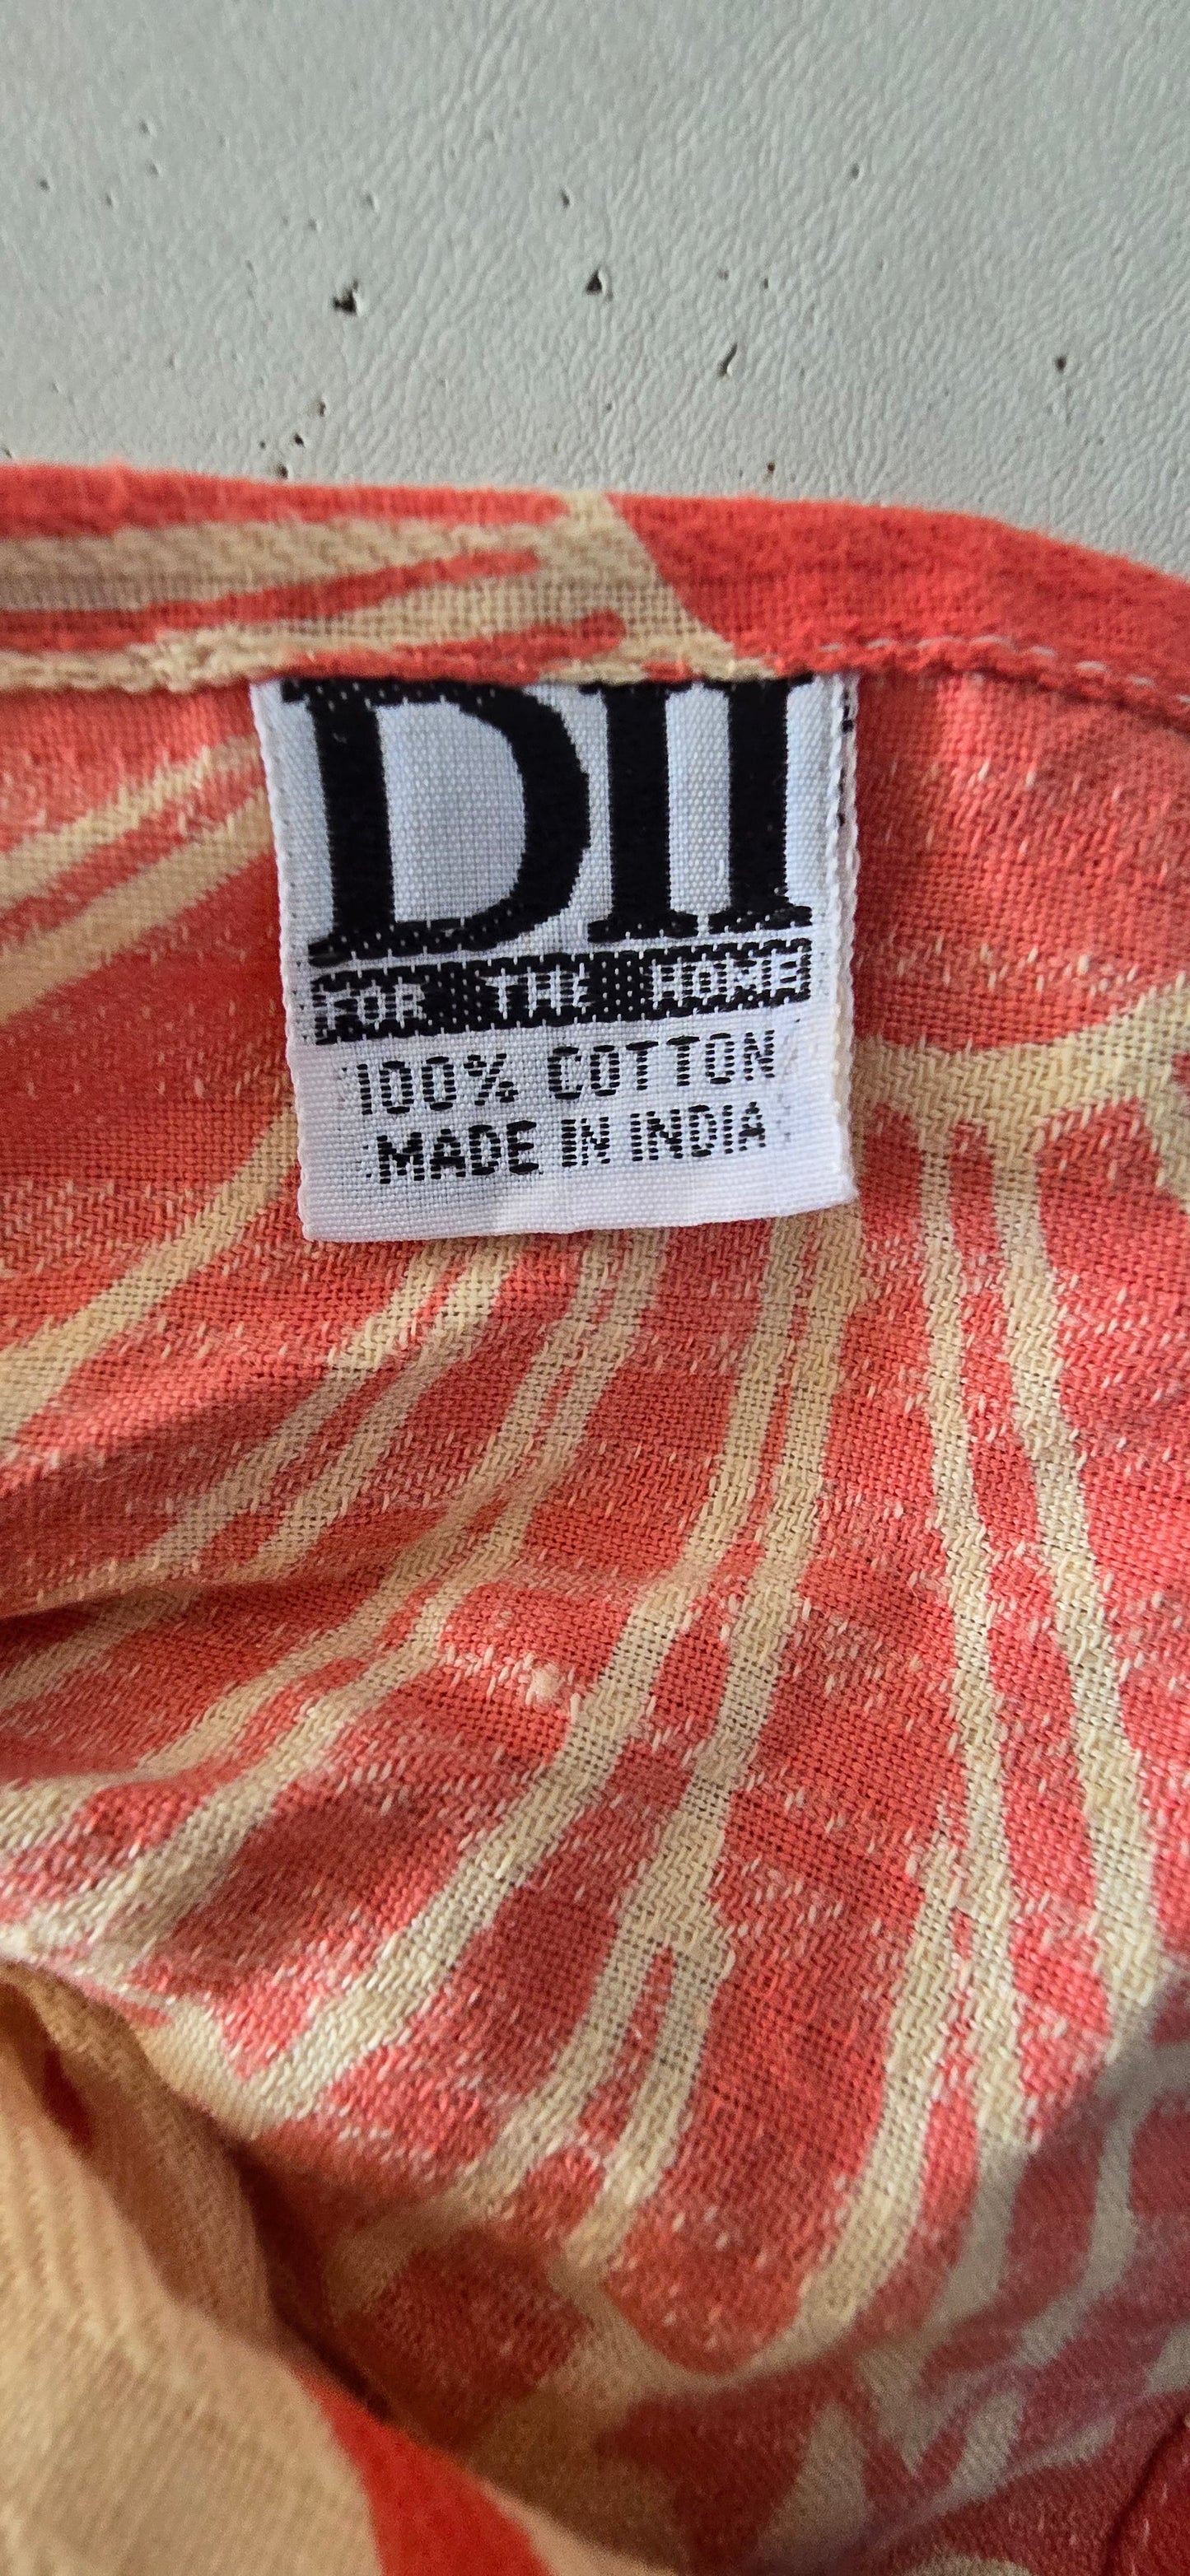 DII
FOR THE HOME
100% COTTON
MADE IN INDIA